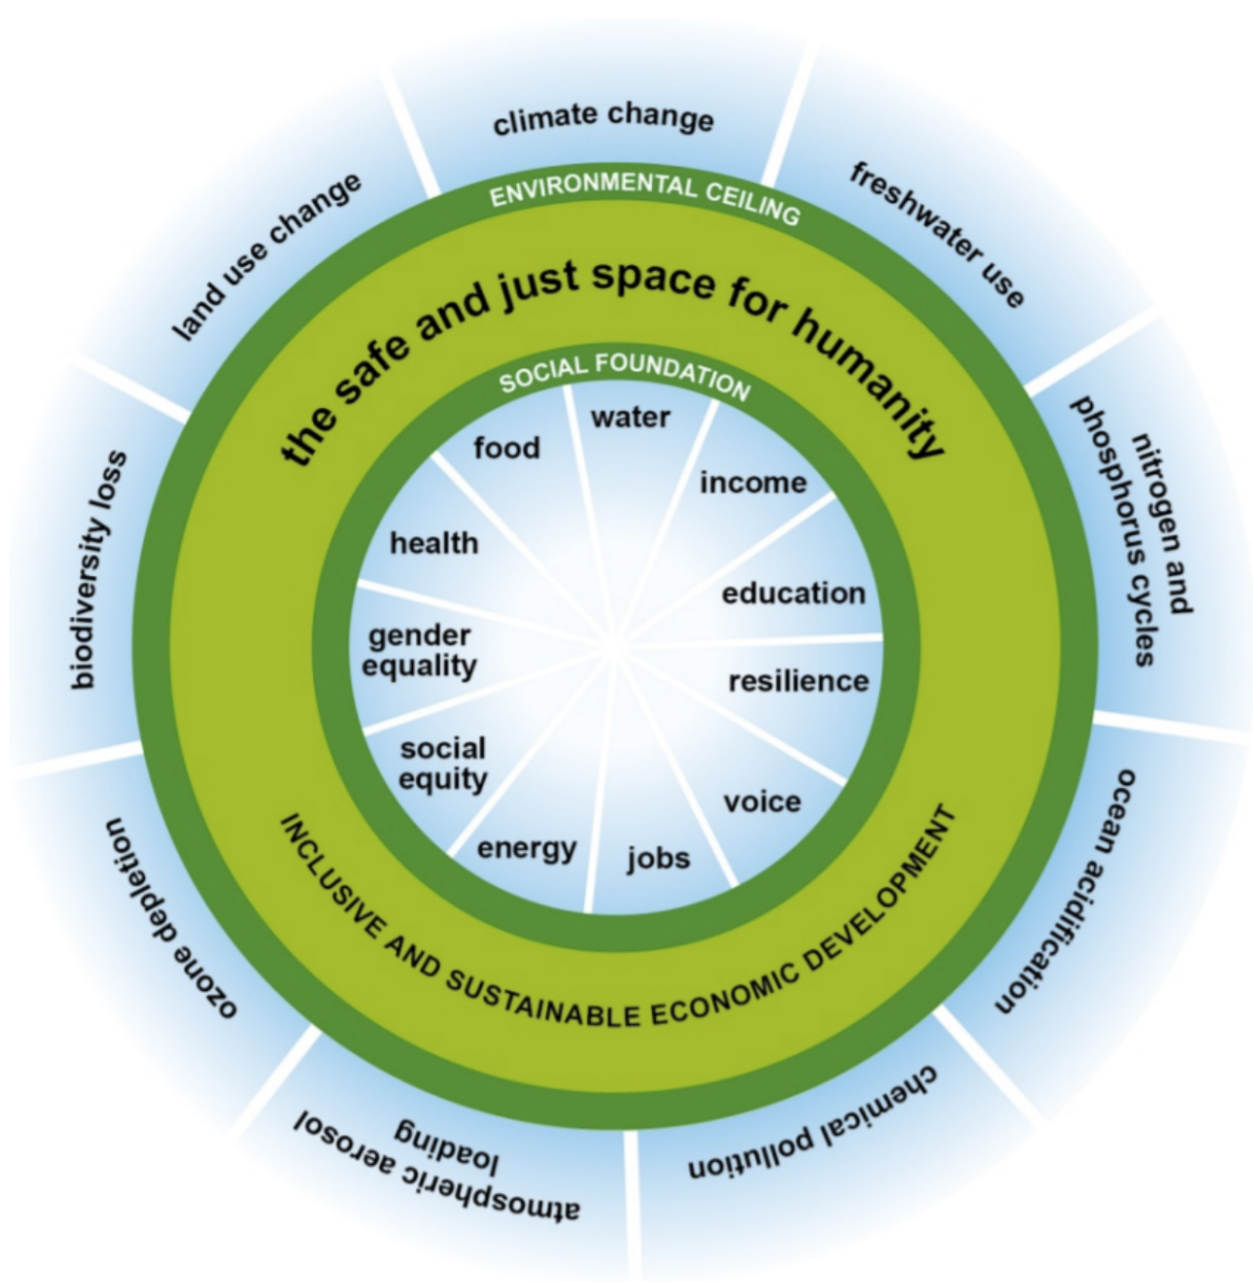 climate change
freshwater use
nitrogen and
phosphorus cycles
ocean acidification
chemical pollution
atmospheric aerosol
loading
ozone depletion
biodiversity loss
land use change
ENVIRONMENTAL CEILING
the safe and just space for humanity
SOCIAL FOUNDATION
water
income
education
resilience
voice
jobs
energy
social
equity
gender
equality
health
food
INCLUSIVE AND SUSTAINABLE ECONOMIC DEVELOPMENT